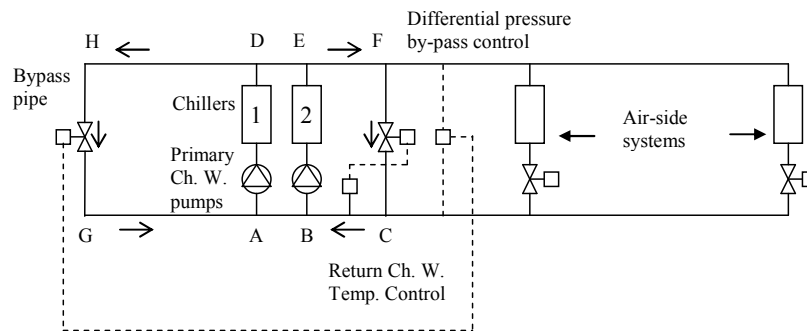 H
D
E
F
Differential pressure
by-pass control
Bypass
pipe
Chillers
1
2
Air-side
systems
Primary
Ch. W.
pumps
G
A
B
C
Return Ch. W.
Temp. Control